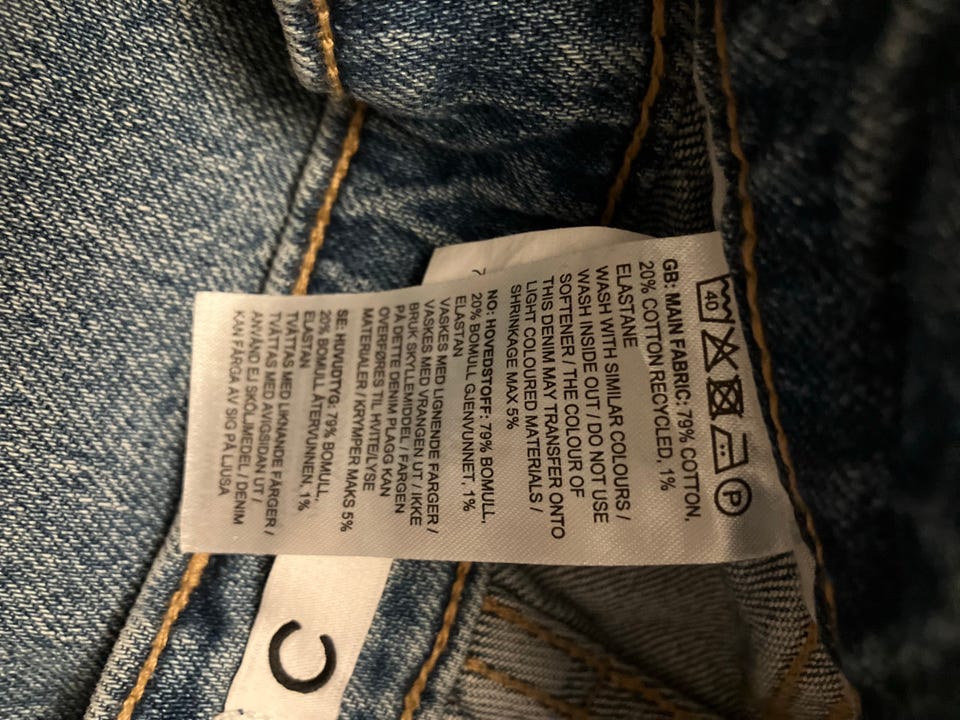 40 P
GB: MAIN FABRIC: 79% COTTON,
20% COTTON RECYCLED, 1%
ELASTANE
WASH WITH SIMILAR COLOURS /
WASH INSIDE OUT / DO NOT USE
SOFTENER / THE COLOUR OF
THIS DENIM MAY TRANSFER ONTO
LIGHT COLOURED MATERIALS /
SHRINKAGE MAX 5%
NO: HOVEDSTOFF: 79% BOMULL,
20% BOMULL GJENVUNNET, 1%
ELASTAN
VASKES MED LIGNENDE FARGER /
VASKES MED VRANGEN UT / IKKE
BRUK SKYLLEMIDDEL / FARGEN
PÅ DETTE DENIM PLAGG KAN
OVERFØRES TIL HVITE/LYSE
MATERIALER / KRYMPER MAKS 5%
SE: HUVUDTYG: 79% BOMULL,
20% BOMULL ÅTERVUNNEN, 1%
ELASTAN
TVÄTTAS MED LIKNANDE FÄRGER /
TVÄTTAS MED AVIGSIDAN UT /
ANVÄND EJ SKÖLJMEDEL / DENIM
KAN FÄRGA AV SIG PÅ LJUSA
C